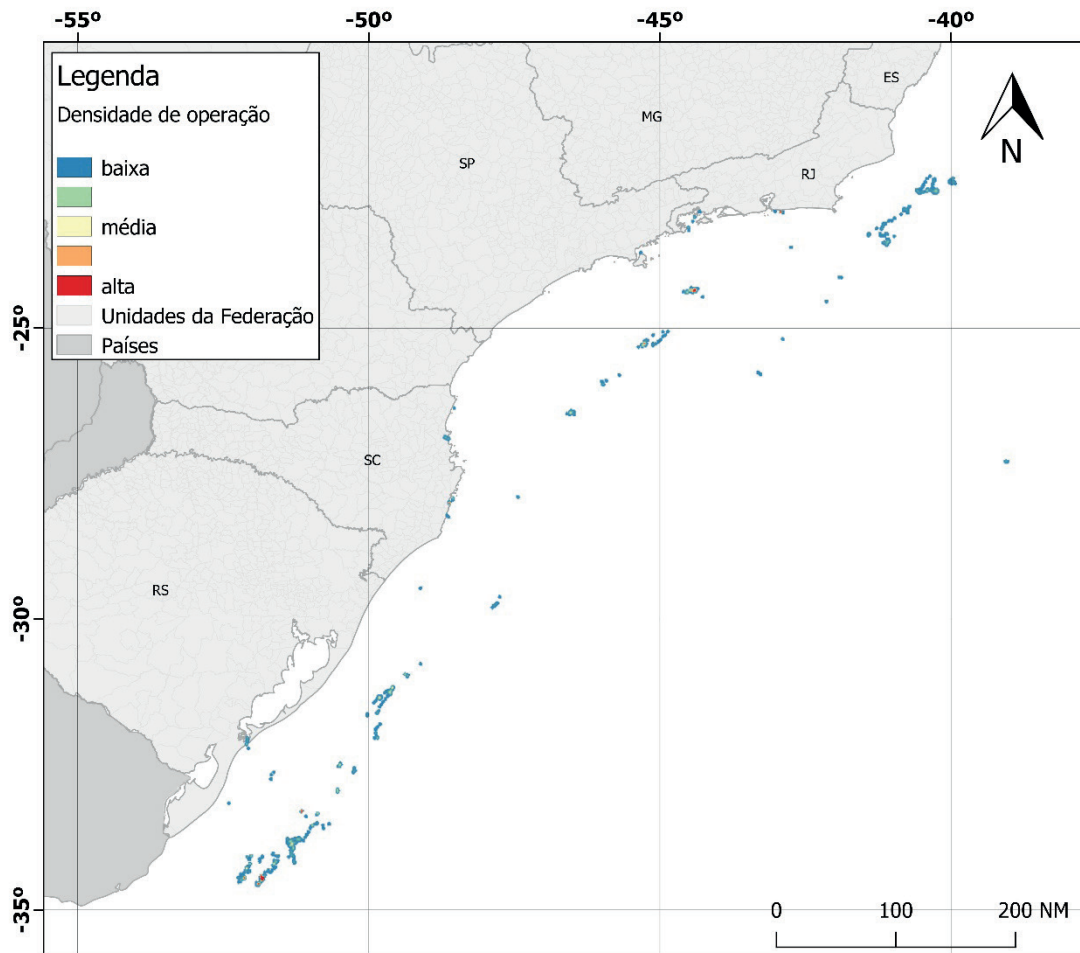 -55º
-50º
-45º
-40º
Legenda
Densidade de operação
baixa
média
alta
Unidades da Federação
Países
ES
MG
SP
RJ
N
-25º
SC
RS
-30º
-35º
0 100 200 NM